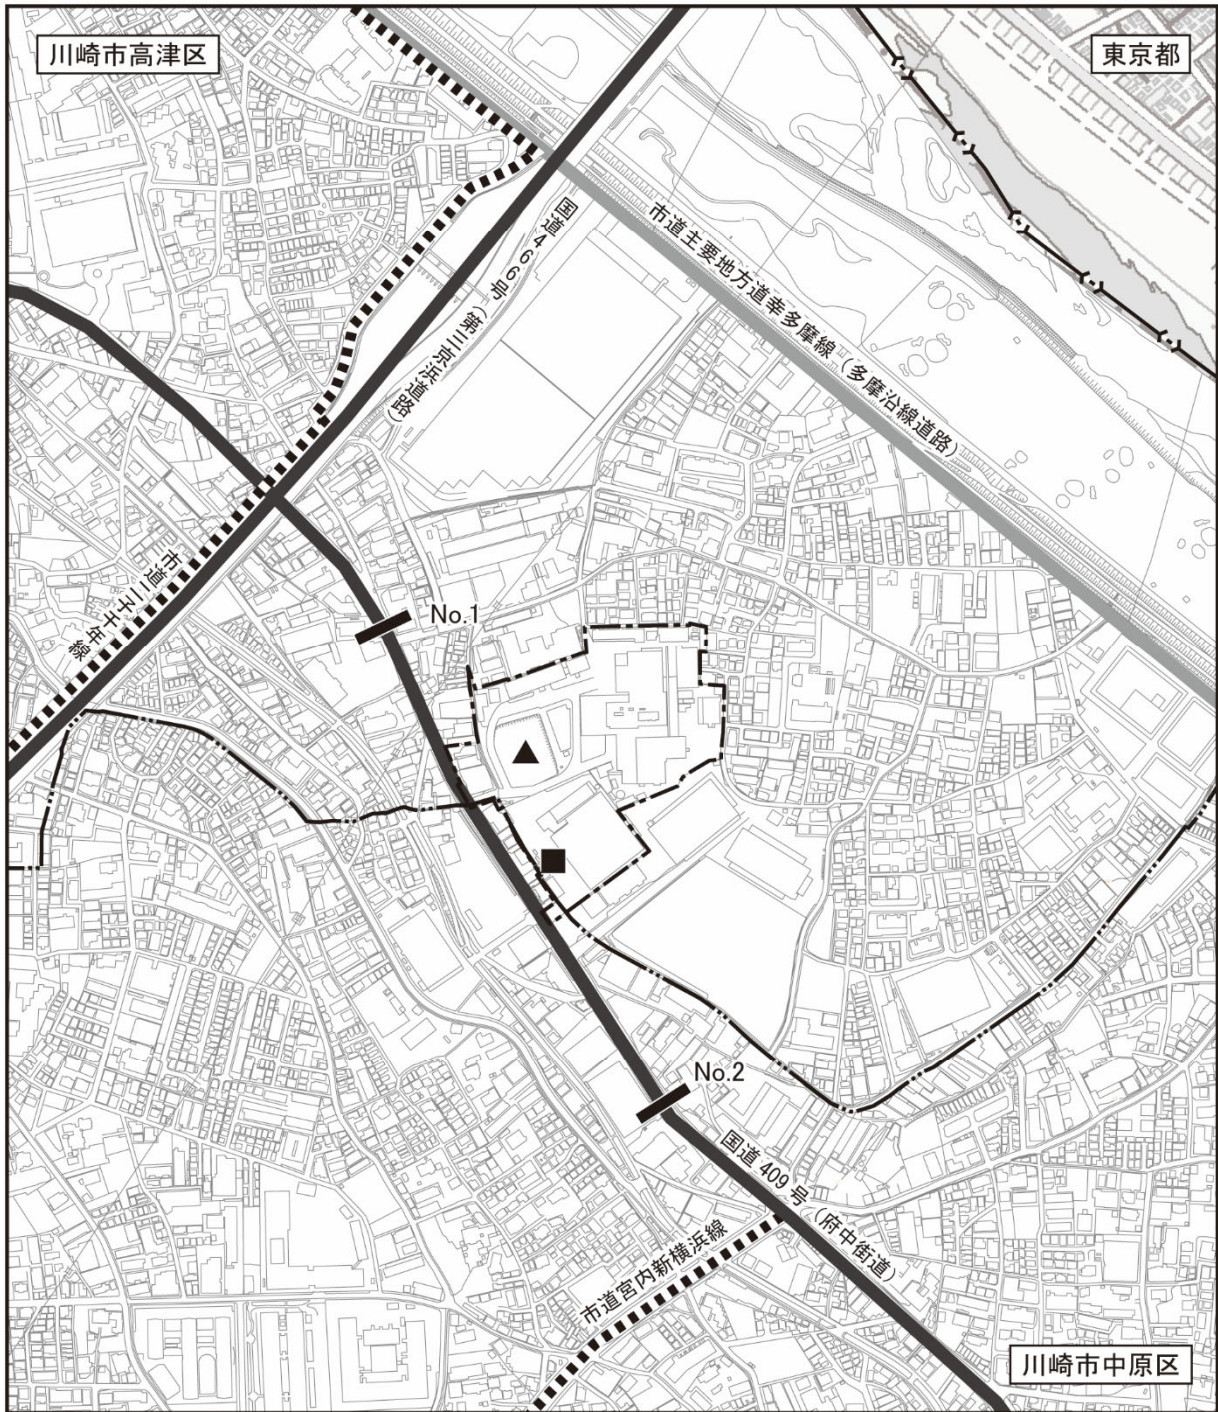 川崎市高津区
東京都
国道466号(第三京浜道路)
市道主要地方道幸多摩線(多摩沿線道路)
市道二子千年線
No.1
No.2
国道409号(府中街道)
市道宮内新横浜線
川崎市中原区